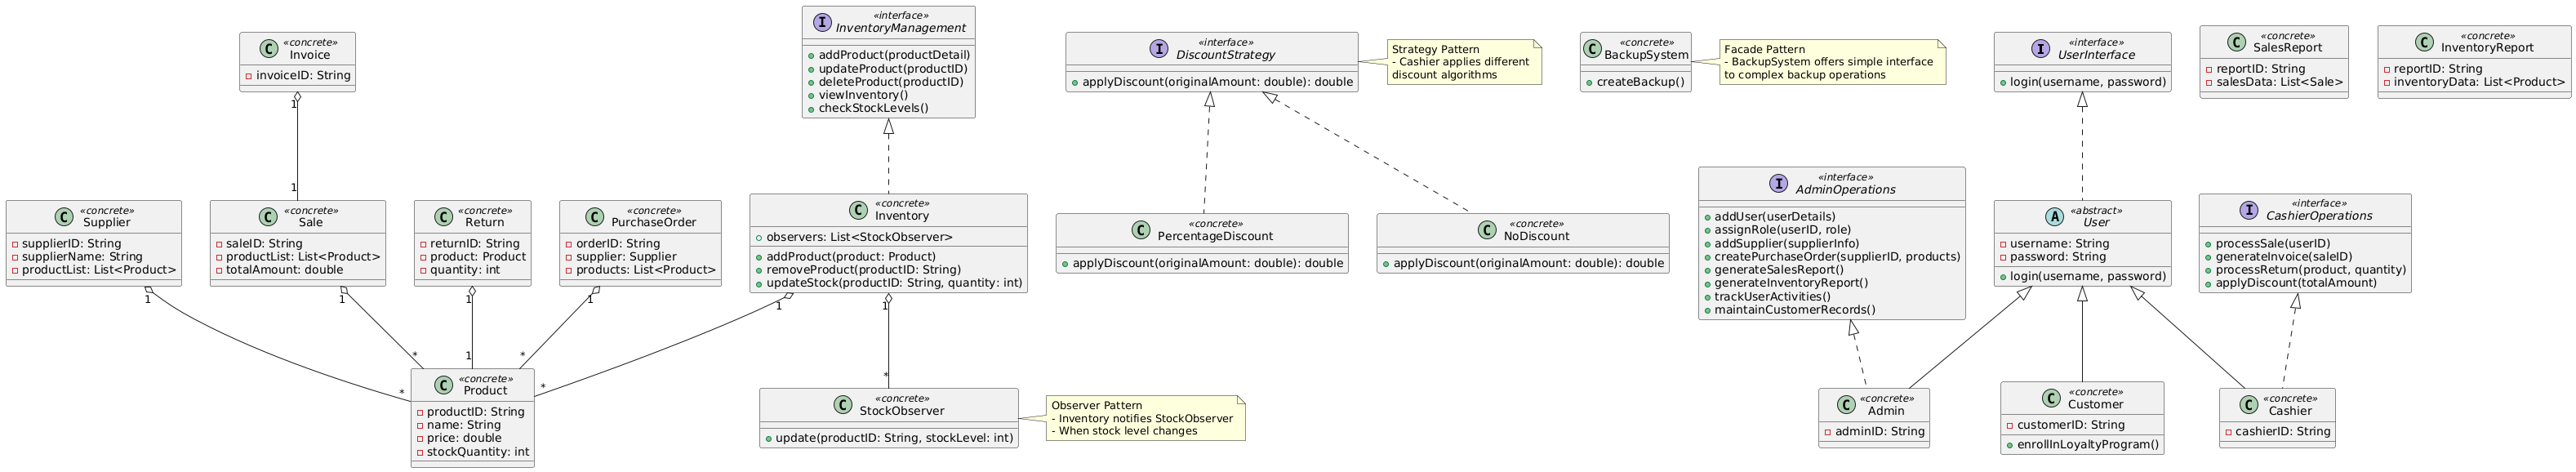 «concrete»
Invoice
invoiceID: String
1
1
«interface»
InventoryManagement
addProduct(productDetail)
updateProduct(productID)
deleteProduct(productID)
viewInventory()
checkStockLevels()
«interface»
DiscountStrategy
applyDiscount(originalAmount: double): double
Strategy Pattern
- Cashier applies different
discount algorithms
«concrete»
BackupSystem
createBackup()
Facade Pattern
- BackupSystem offers simple interface
to complex backup operations
«interface»
UserInterface
login(username, password)
«concrete»
SalesReport
reportID: String
salesData: List<Sale>
«concrete»
InventoryReport
reportID: String
inventoryData: List<Product>
«concrete»
Supplier
supplierID: String
supplierName: String
productList: List<Product>
1
*
«concrete»
Sale
saleID: String
productList: List<Product>
totalAmount: double
1
*
«concrete»
Return
returnID: String
product: Product
quantity: int
1
1
«concrete»
PurchaseOrder
orderID: String
supplier: Supplier
products: List<Product>
1
*
«concrete»
Inventory
observers: List<StockObserver>
addProduct(product: Product)
removeProduct(productID: String)
updateStock(productID: String, quantity: int)
1
*
1
*
«concrete»
PercentageDiscount
applyDiscount(originalAmount: double): double
«concrete»
NoDiscount
applyDiscount(originalAmount: double): double
«interface»
AdminOperations
addUser(userDetails)
assignRole(userID, role)
addSupplier(supplierInfo)
createPurchaseOrder(supplierID, products)
generateSalesReport()
generateInventoryReport()
trackUserActivities()
maintainCustomerRecords()
«abstract»
User
username: String
password: String
login(username, password)
«interface»
CashierOperations
processSale(userID)
generateInvoice(saleID)
processReturn(product, quantity)
applyDiscount(totalAmount)
«concrete»
Product
productID: String
name: String
price: double
stockQuantity: int
«concrete»
StockObserver
update(productID: String, stockLevel: int)
Observer Pattern
- Inventory notifies StockObserver
- When stock level changes
«concrete»
Admin
adminID: String
«concrete»
Customer
customerID: String
enrollInLoyaltyProgram()
«concrete»
Cashier
cashierID: String